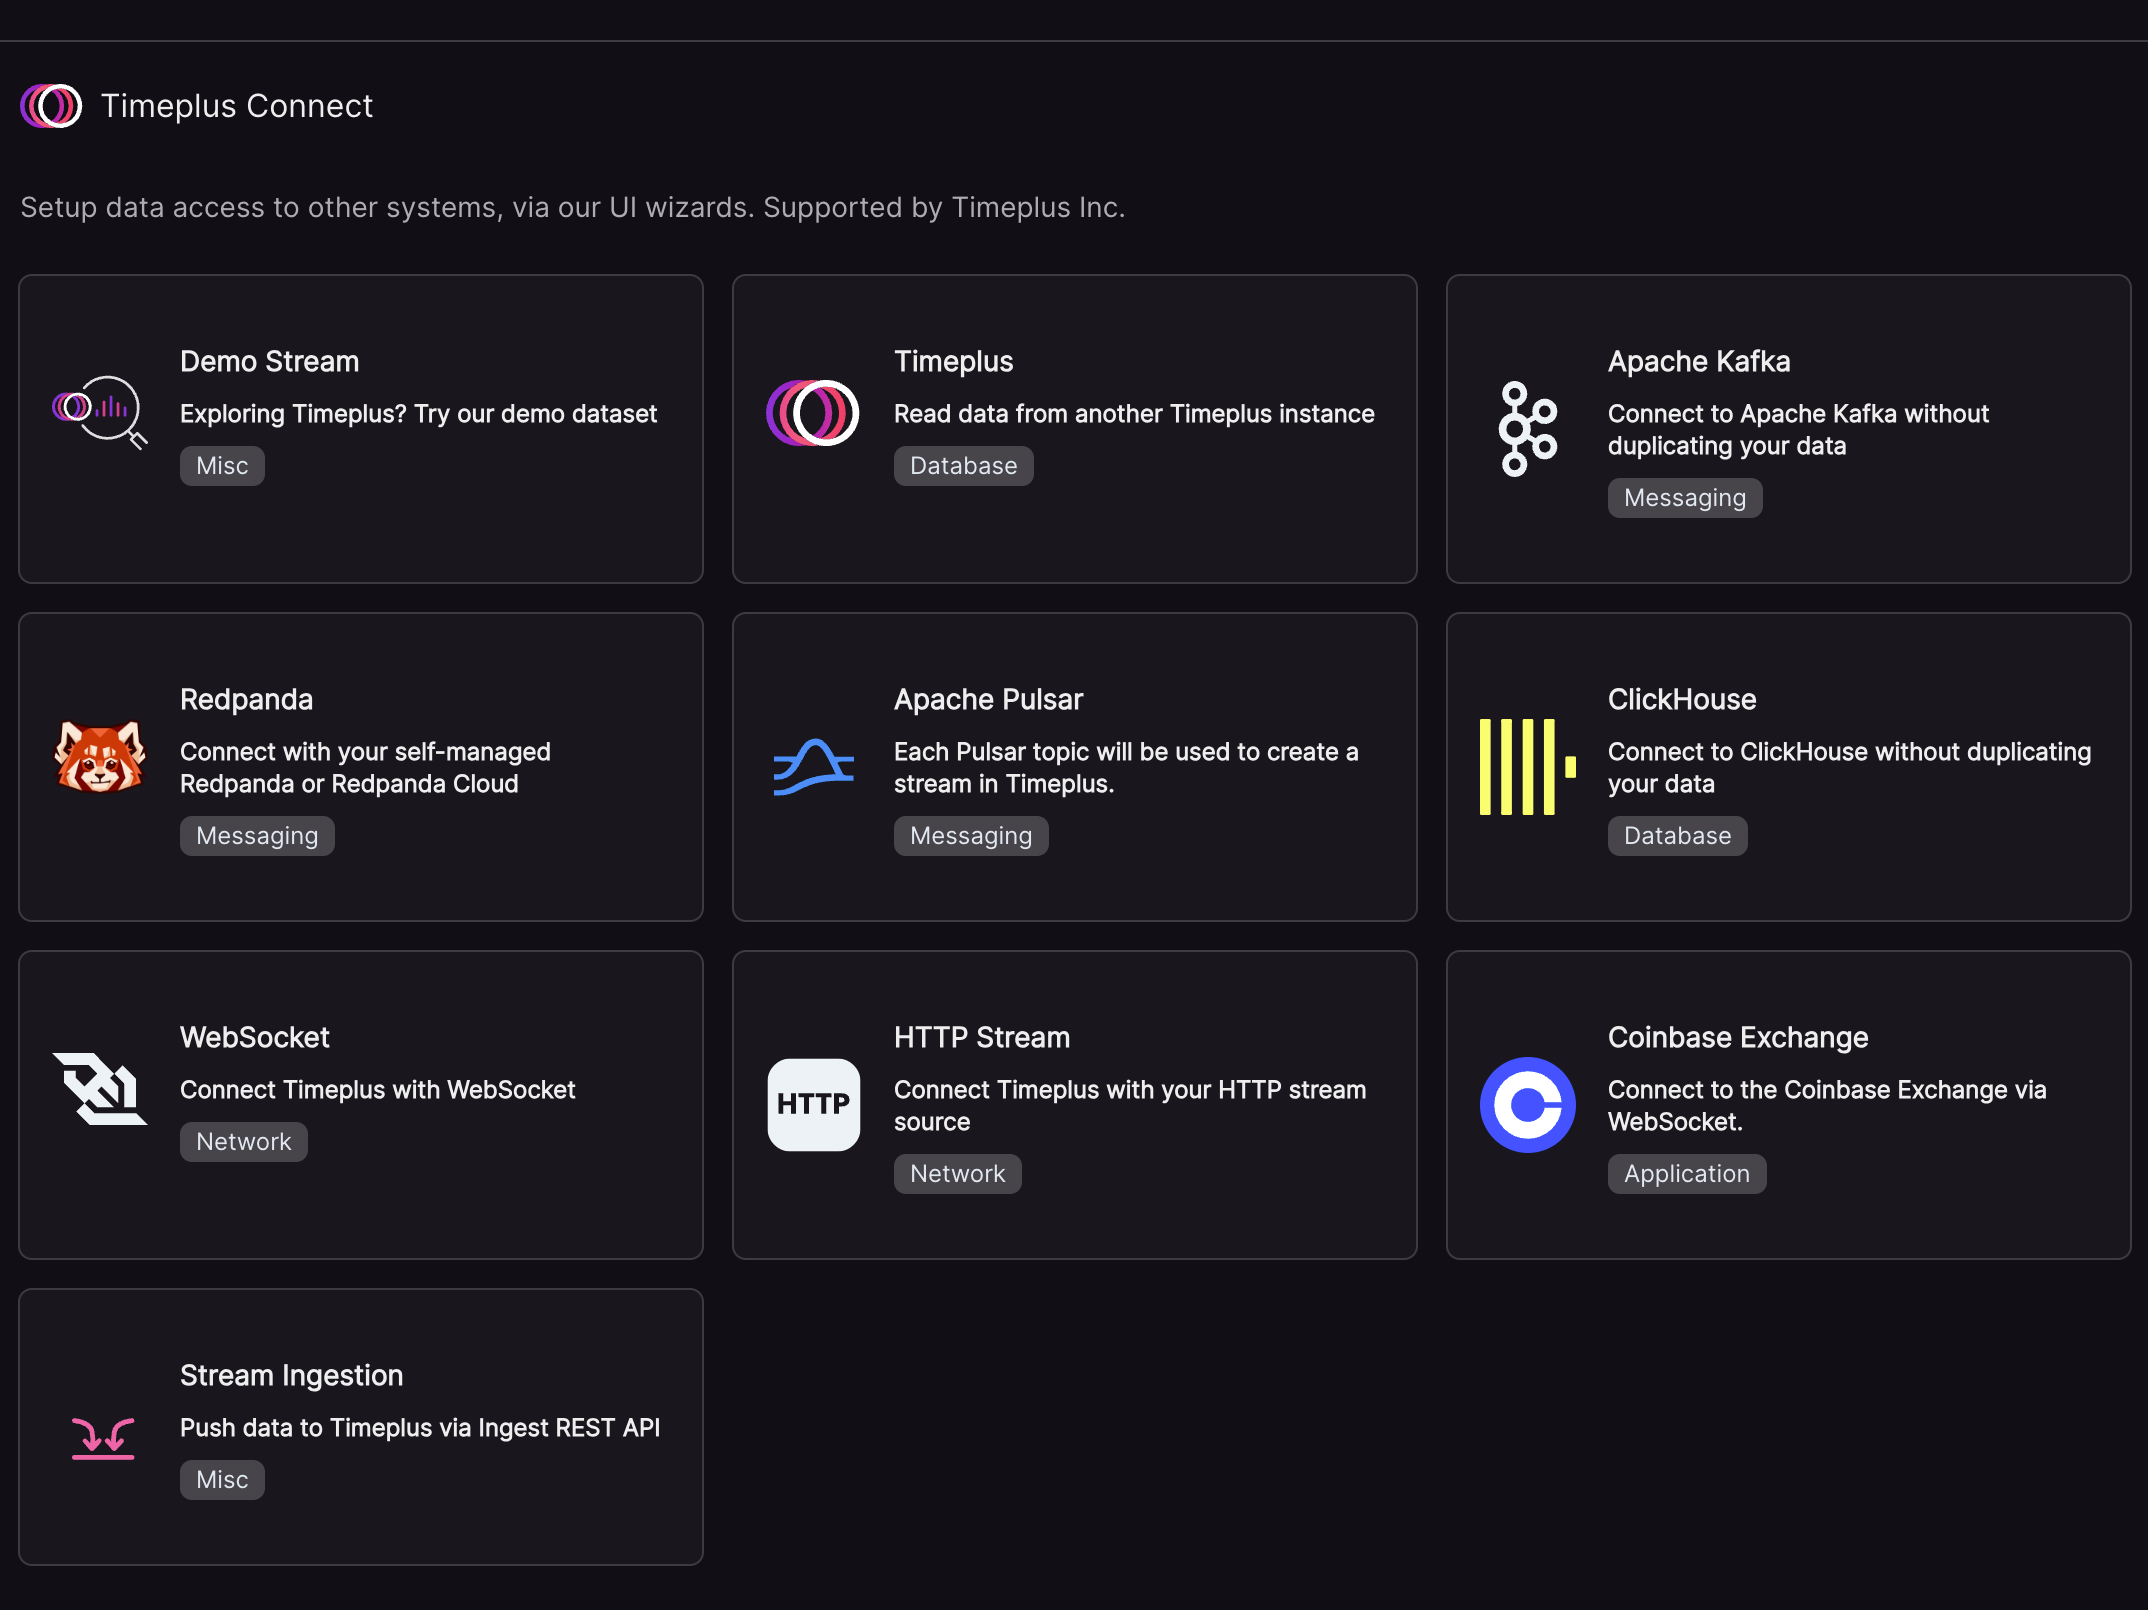 Timeplus Connect
Setup data access to other systems, via our UI wizards. Supported by Timeplus Inc.
Demo Stream
Exploring Timeplus? Try our demo dataset
Misc
Timeplus
Read data from another Timeplus instance
Database
Apache Kafka
Connect to Apache Kafka without
duplicating your data
Messaging
Redpanda
Connect with your self-managed
Redpanda or Redpanda Cloud
Messaging
Apache Pulsar
Each Pulsar topic will be used to create a
stream in Timeplus.
Messaging
ClickHouse
Connect to ClickHouse without duplicating
your data
Database
WebSocket
Connect Timeplus with WebSocket
Network
HTTP
HTTP Stream
Connect Timeplus with your HTTP stream
source
Network
Coinbase Exchange
Connect to the Coinbase Exchange via
WebSocket.
Application
Stream Ingestion
Push data to Timeplus via Ingest REST API
Misc